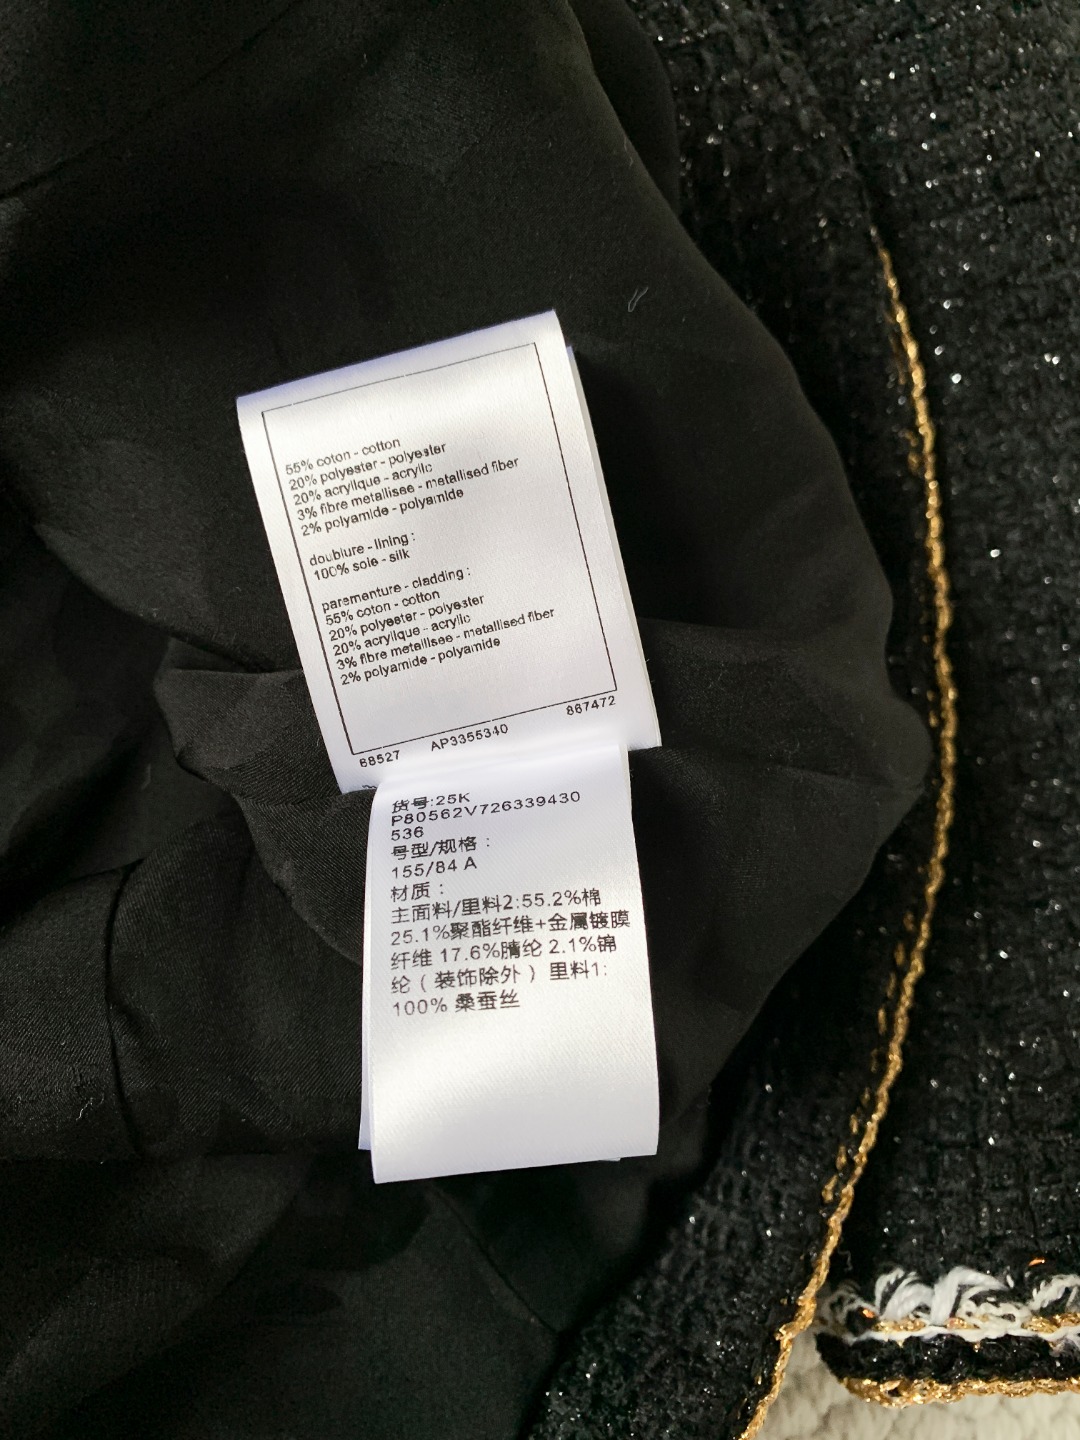 55% coton - cotton
20% polyester - polyester
20% acrylique - acrylic
3% fibre metallisee - metallised fiber
2% polyamide - polyamide
doublure - lining :
100% soie - silk
parementure - cladding :
55% coton - cotton
20% polyester - polyester
20% acrylique - acrylic
3% fibre metallisee - metallised fiber
2% polyamide - polyamide
68527 AP3355340 867472
货号:25K
P80562V726339430
536
号型/规格：
155/84 A
材质：
主面料/里料2:55.2%棉
25.1%聚酯纤维+金属镀膜
纤维 17.6%腈纶 2.1%锦
纶（装饰除外）里料1:
100% 桑蚕丝